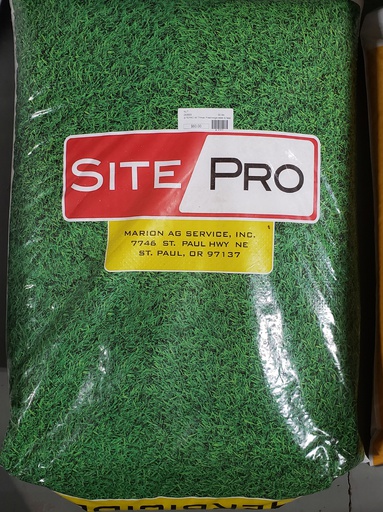 SITE PRO
MARION AG SERVICE, INC.
7746 ST. PAUL HWY NE
ST. PAUL, OR 97137